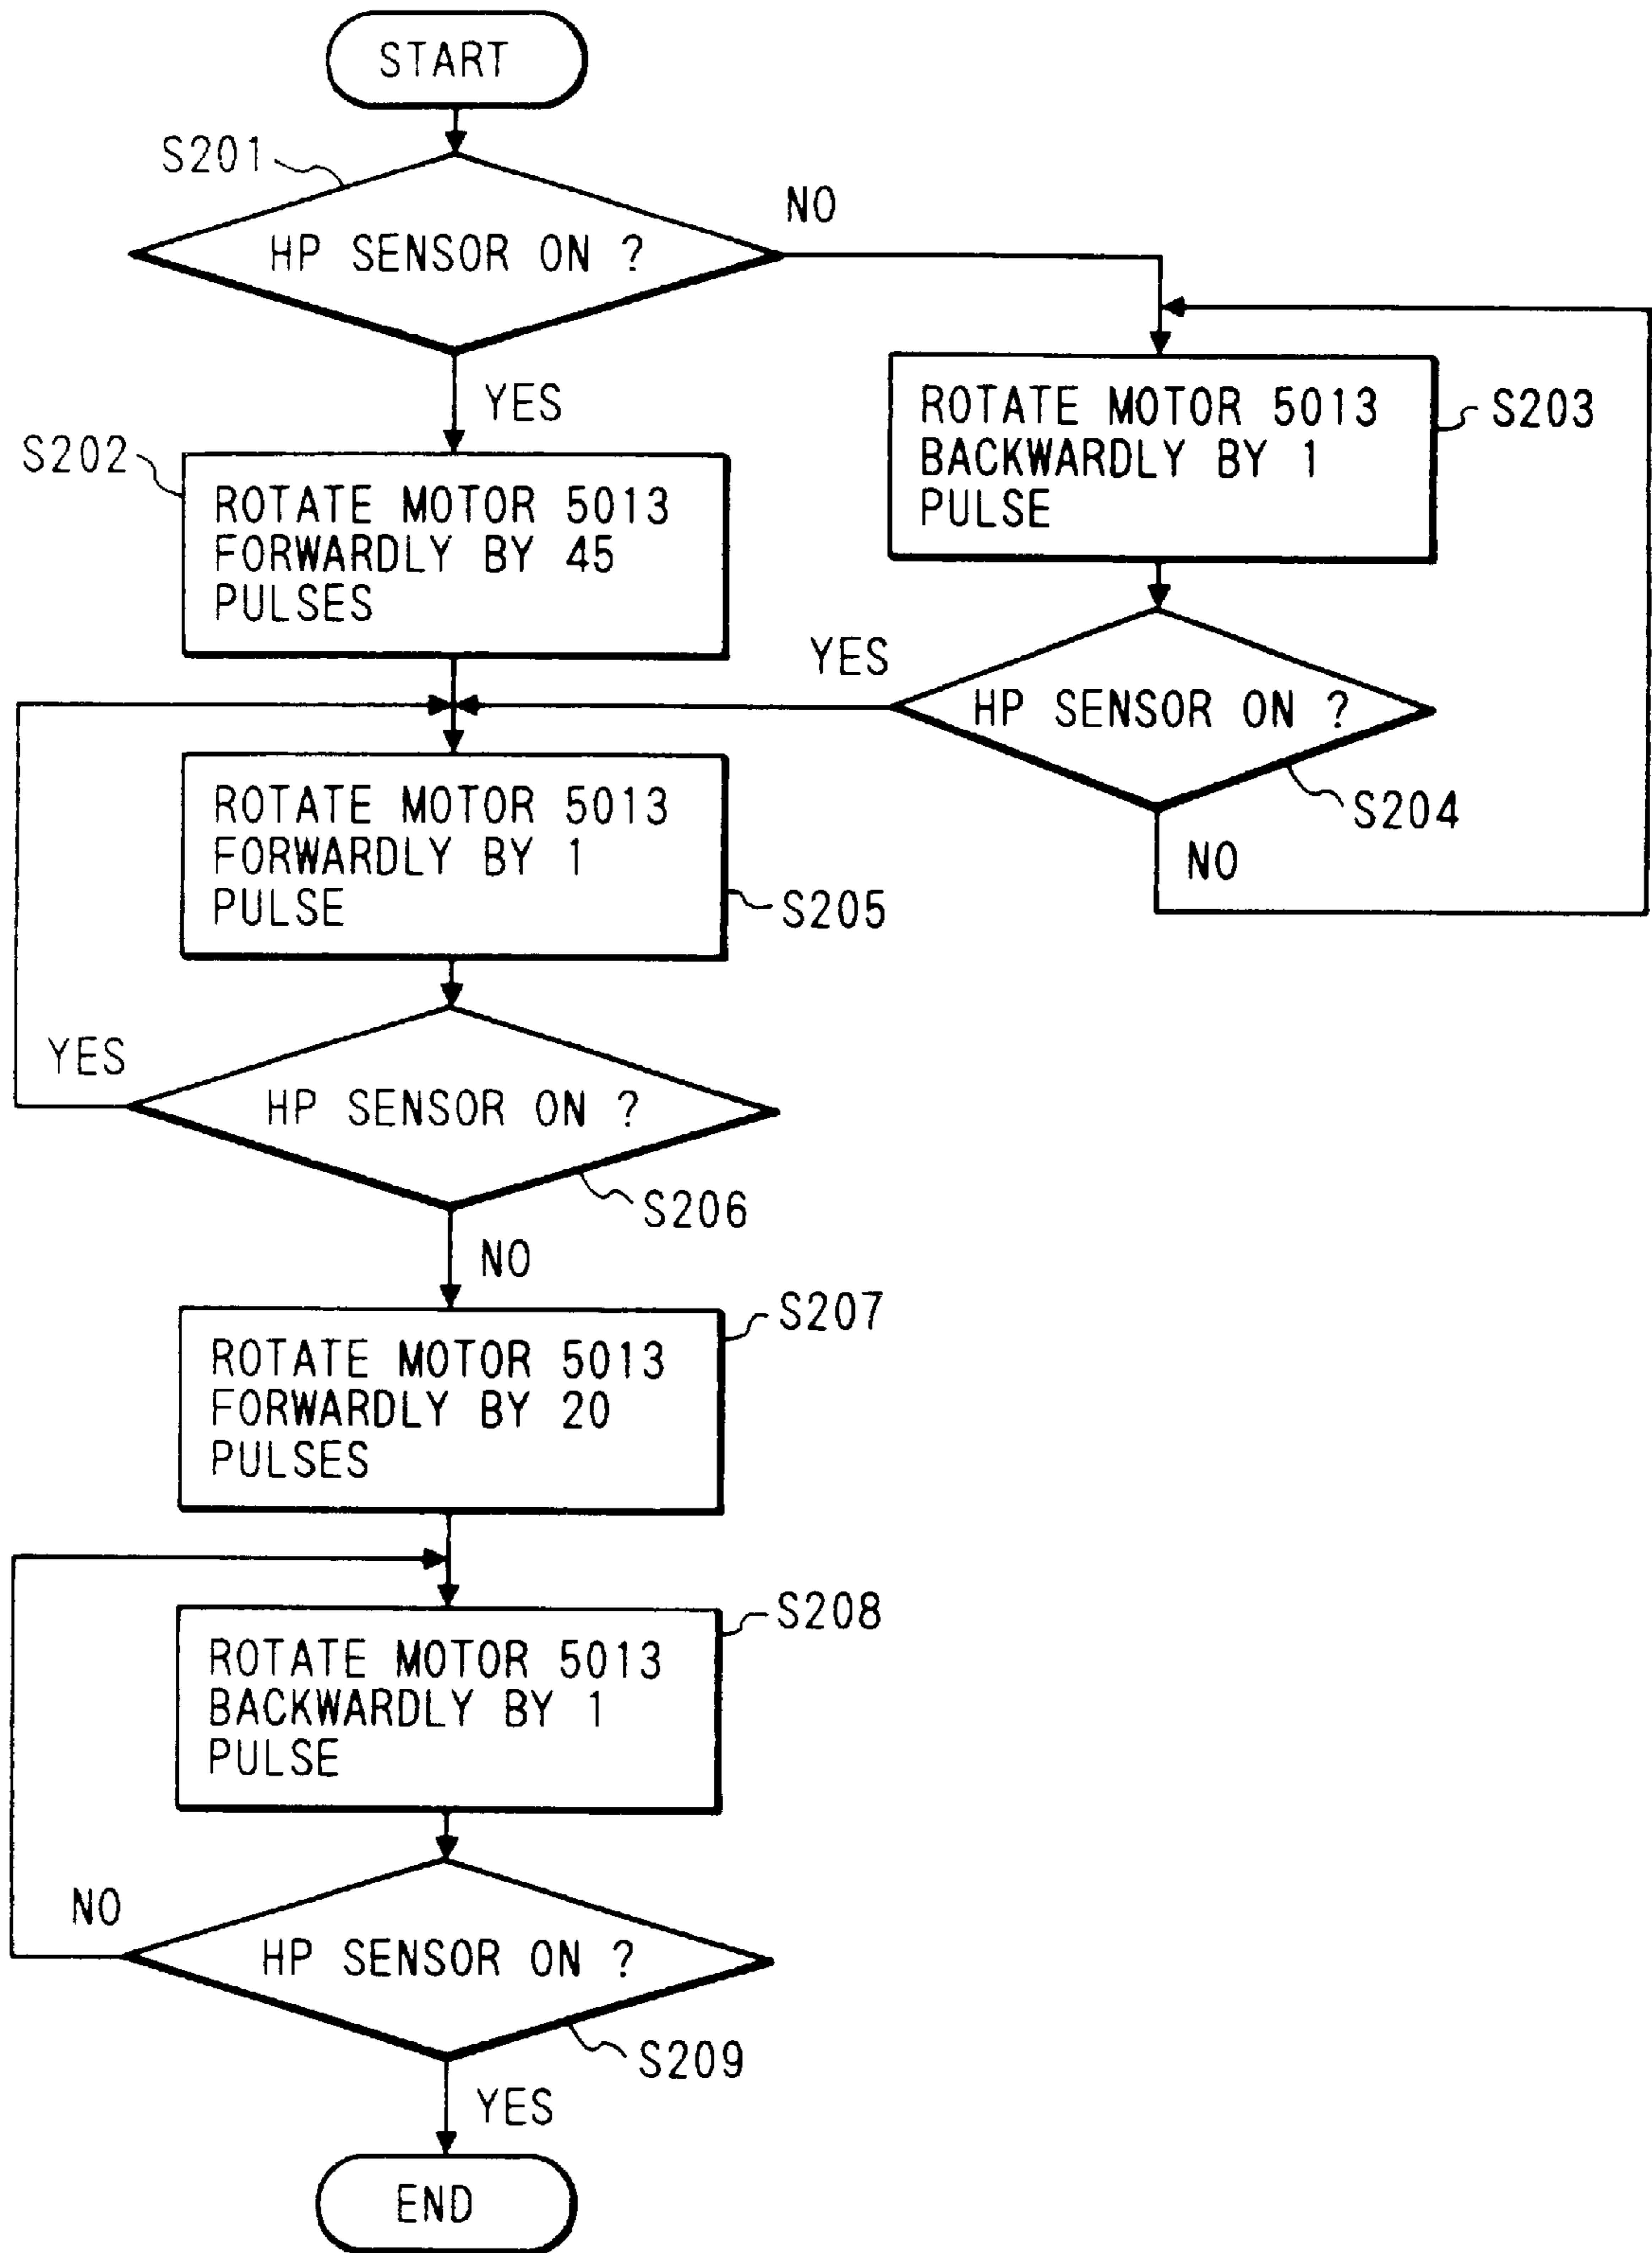 START
S201
NO
HP SENSOR ON ?
YES
ROTATE MOTOR 5013
BACKWARDLY BY 1
PULSE
S203
S202
ROTATE MOTOR 5013
FORWARDLY BY 45
PULSES
YES
HP SENSOR ON ?
S204
NO
ROTATE MOTOR 5013
FORWARDLY BY 1
PULSE
S205
YES
HP SENSOR ON ?
S206
NO
S207
ROTATE MOTOR 5013
FORWARDLY BY 20
PULSES
S208
ROTATE MOTOR 5013
BACKWARDLY BY 1
PULSE
NO
HP SENSOR ON ?
S209
YES
END